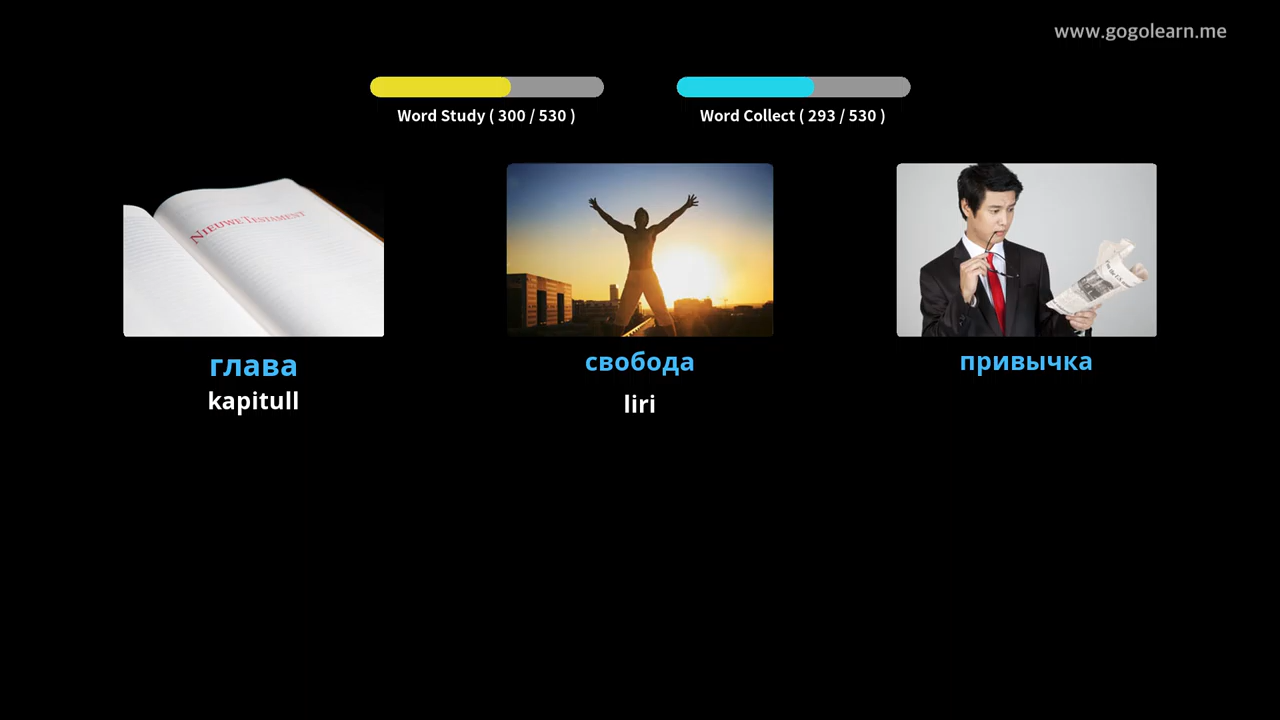 www.gogolearn.me
Word Study ( 300 / 530 )
Word Collect ( 293 / 530 )
NIEUWE TESTAMENT
глава
kapitull
свобода
liri
привычка